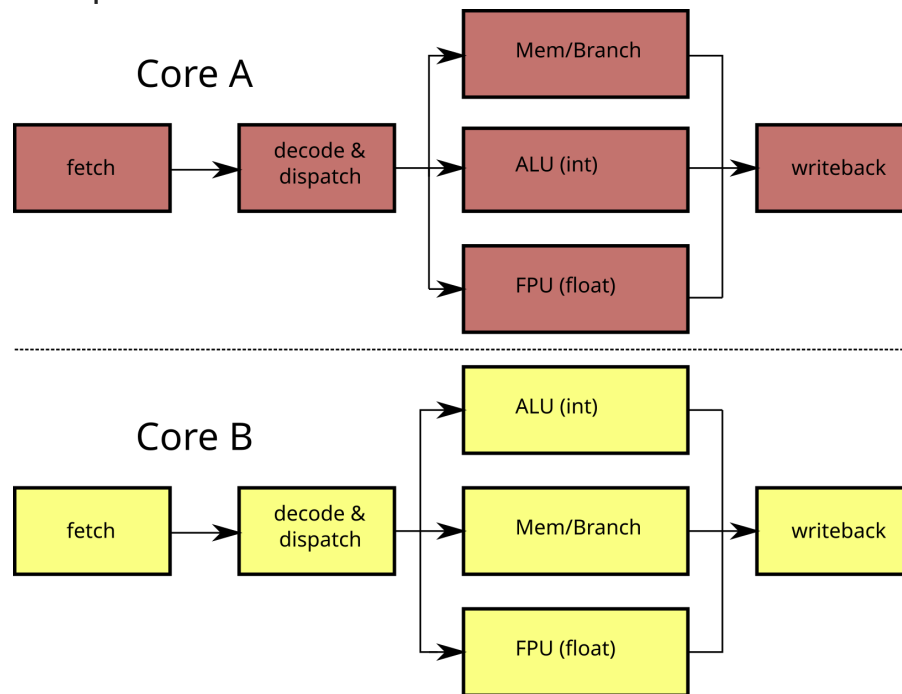 Core A
Mem/Branch
fetch
decode &
dispatch
ALU (int)
writeback
FPU (float)
Core B
ALU (int)
fetch
decode &
dispatch
Mem/Branch
writeback
FPU (float)